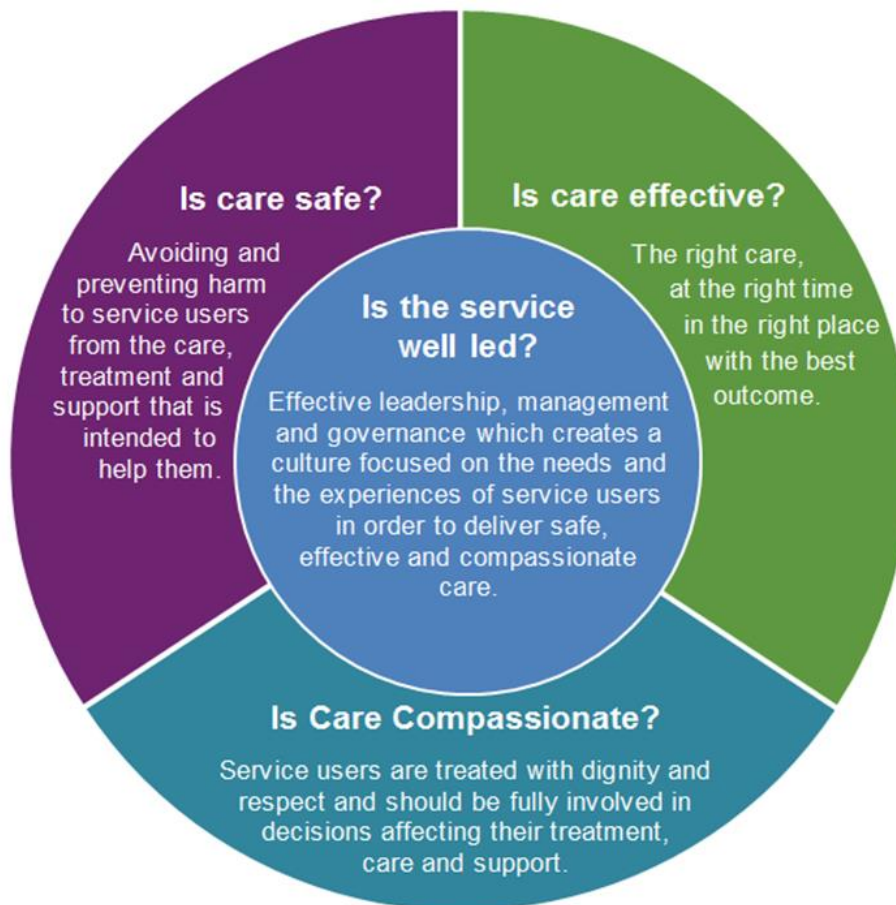 Is care safe?
Avoiding and
preventing harm
to service users
from the care,
treatment and
support that is
intended to
help them.
Is care effective?
The right care,
at the right time
in the right place
with the best
outcome.
Is the service
well led?
Effective leadership, management
and governance which creates a
culture focused on the needs and
the experiences of service users
in order to deliver safe,
effective and compassionate
care.
Is Care Compassionate?
Service users are treated with dignity and
respect and should be fully involved in
decisions affecting their treatment,
care and support.